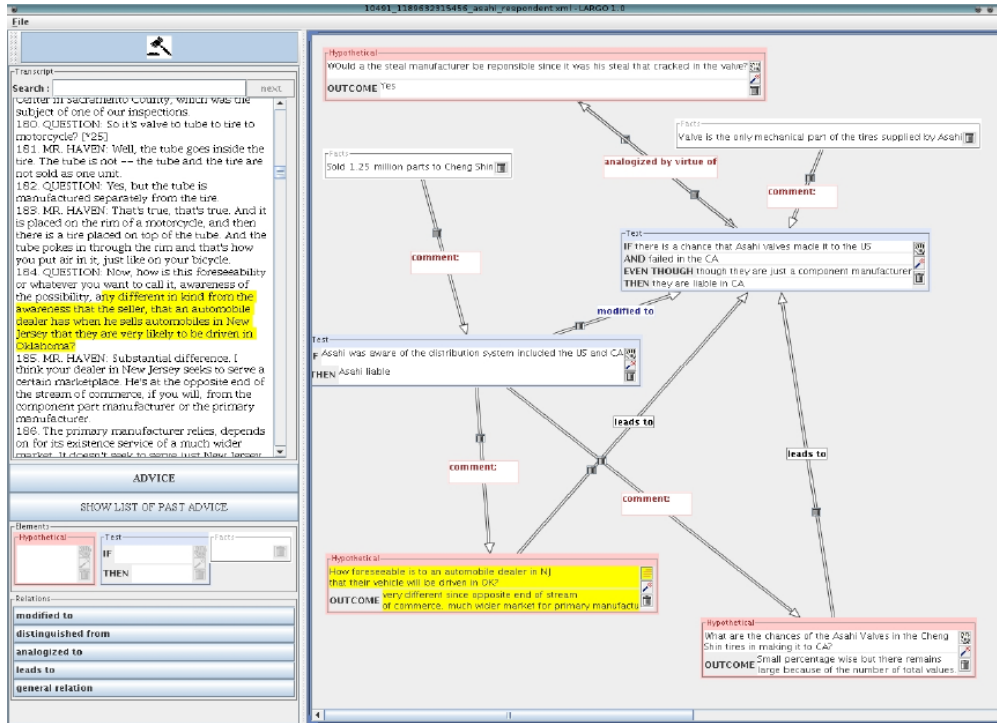 10491_1189632315456_asahi_respondent.xml - LARGO 1.0
File
Transcript
Search :
next
Center in Sacramento County, which was the
subject of one of our inspections.
180. QUESTION: So it's valve to tube to tire to
motorcycle? [*25]
181. MR. HAVEN: Well, the tube goes inside the
tire. The tube is not -- the tube and the tire are
not sold as one unit.
182. QUESTION: Yes, but the tube is
manufactured separately from the tire.
183. MR. HAVEN: That's true, that's true. And it
is placed on the rim of a motorcycle, and then
there is a tire placed on top of the tube. And the
tube pokes in through the rim and that's how
you put air in it, just like on your bicycle.
184. QUESTION: Now, how is this foreseeability
or whatever you want to call it, awareness of
the possibility, any different in kind from the
awareness that the seller, that an automobile
dealer has when he sells automobiles in New
Jersey that they are very likely to be driven in
Oklahoma?
185. MR. HAVEN: Substantial difference. I
think your dealer in New Jersey seeks to serve a
certain marketplace. He's at the opposite end of
the stream of commerce, if you will, from the
component part manufacturer or the primary
manufacturer.
186. The primary manufacturer relies, depends
on for its existence service of a much wider
market. It doesn't seek to serve just New Jersey
ADVICE
SHOW LIST OF PAST ADVICE
Elements
Hypothetical
Test
IF
THEN
Facts
Relations
modified to
distinguished from
analogized to
leads to
general relation
Hypothetical
WOuld a the steal manufacturer be reponsible since it was his steal that cracked in the valve?
OUTCOME Yes
Facts
Valve is the only mechanical part of the tires supplied by Asahi
Facts
Sold 1.25 million parts to Cheng Shin
analogized by virtue of
comment:
comment:
Test
IF there is a chance that Asahi valves made it to the US
AND failed in the CA
EVEN THOUGH though they are just a component manufacturer
THEN they are liable in CA
modified to
Test
IF Asahi was aware of the distribution system included the US and CA
THEN Asahi liable
leads to
leads to
comment:
comment:
Hypothetical
How foreseeable is to an automobile dealer in NJ
that their vehicle will be driven in OK?
OUTCOME very different since opposite end of stream
of commerce, much wider market for primary manufactu
Hypothetical
What are the chances of the Asahi Valves in the Cheng
Shin tires in making it to CA?
OUTCOME Small percentage wise but there remains
large because of the number of total values.